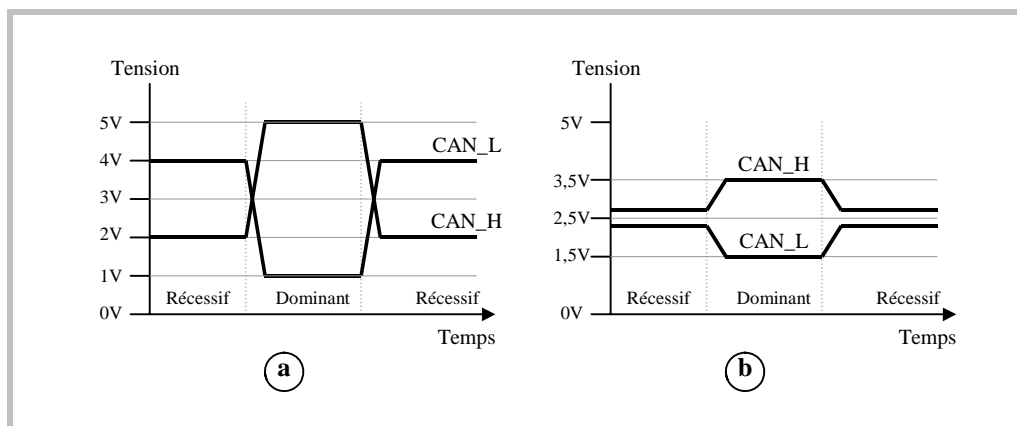 Tension
5V
4V
3V
2V
1V
0V
CAN_L
CAN_H
Récessif
Dominant
Récessif
Temps
a
Tension
5V
3,5V
2,5V
1,5V
0V
CAN_H
CAN_L
Récessif
Dominant
Récessif
Temps
b